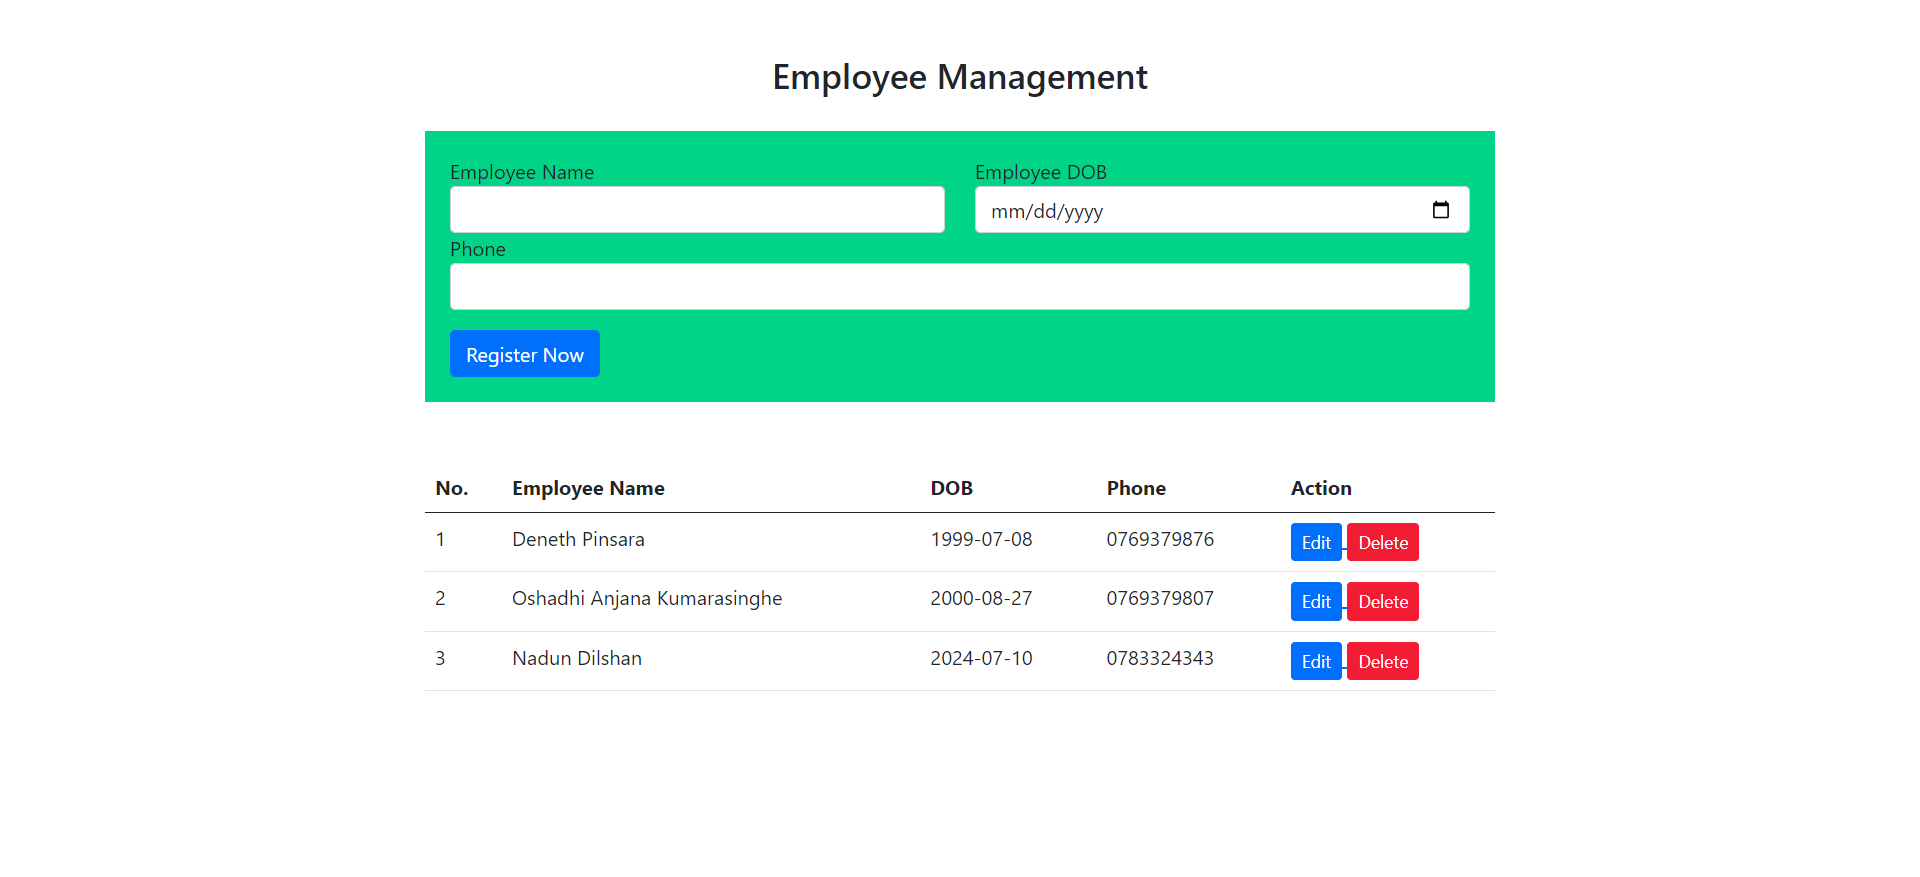 Employee Management
Employee Name Employee DOB
mm/dd/yyyy
Phone
Register Now
No. Employee Name DOB Phone Action
1 Deneth Pinsara 1999-07-08 0769379876 Edit Delete
2 Oshadhi Anjana Kumarasinghe 2000-08-27 0769379807 Edit Delete
3 Nadun Dilshan 2024-07-10 0783324343 Edit Delete